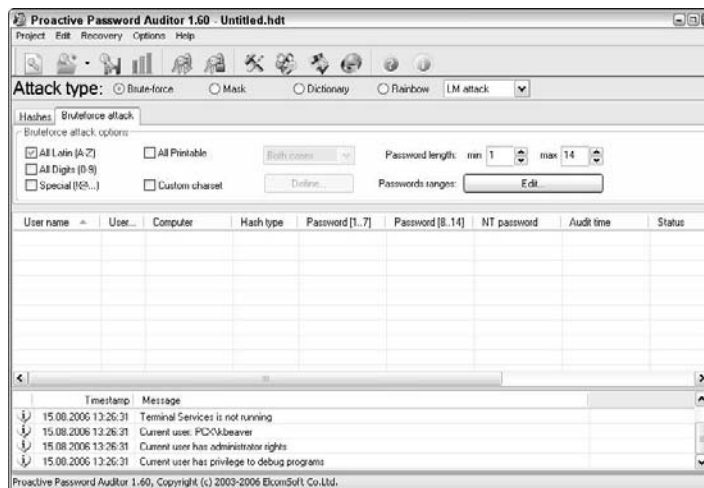 Proactive Password Auditor 1.60 - Untitled.hdt
Project Edit Recovery Options Help
Attack type: Brute-force Mask Dictionary Rainbow LM attack
Hashes Bruteforce attack
Bruteforce attack options
All Latin (A-Z) All Printable Both cases Password length: min 1 max 14
All Digits (0-9)
Special (!@...) Custom charset Define... Passwords ranges: Edit...
User name User... Computer Hash type Password [1..7] Password [8..14] NT password Audit time Status
Timestamp Message
15.08.2006 13:26:31 Terminal Services is not running
15.08.2006 13:26:31 Current user: PCX\kbeaver
15.08.2006 13:26:31 Current user has administrator rights
15.08.2006 13:26:31 Current user has privilege to debug programs
Proactive Password Auditor 1.60, Copyright (c) 2003-2006 ElcomSoft Co.Ltd.